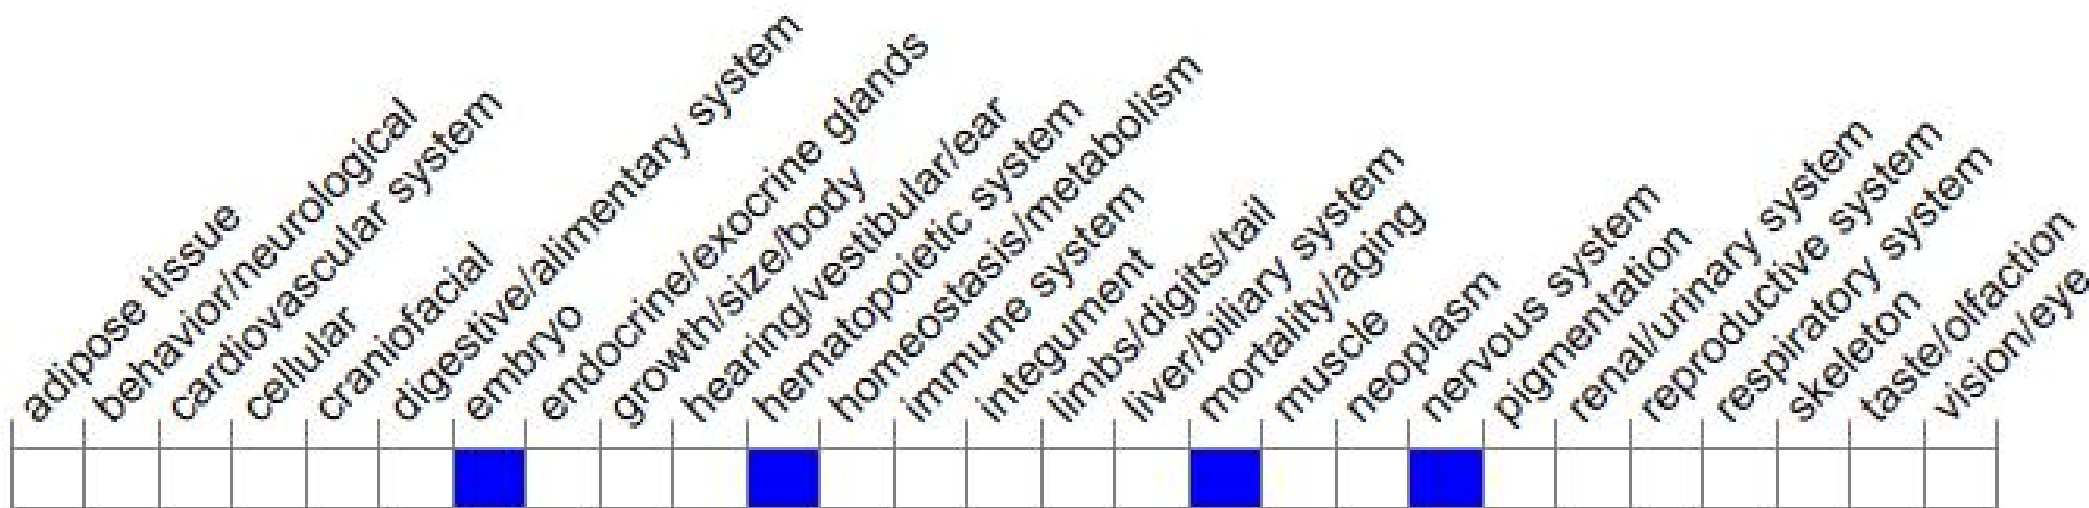 adipose tissue
behavior/neurological
cardiovascular system
cellular
craniofacial
digestive/alimentary system
embryo
endocrine/exocrine glands
growth/size/body
hearing/vestibular/ear
hematopoietic system
homeostasis/metabolism
immune system
integument
limbs/digits/tail
liver/biliary system
mortality/aging
muscle
neoplasm
nervous system
pigmentation
renal/urinary system
reproductive system
respiratory system
skeleton
taste/olfaction
vision/eye